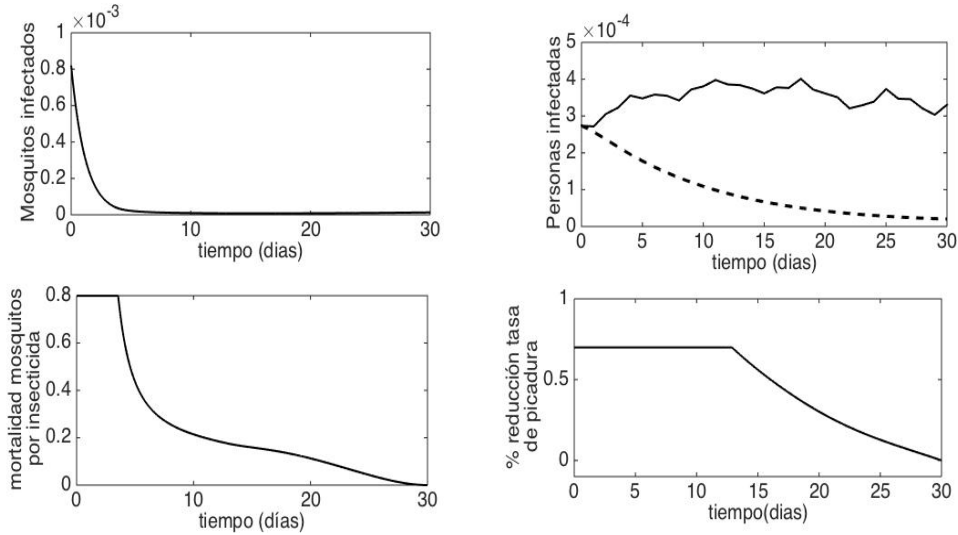 ×10⁻³
1
0.8
0.6
0.4
0.2
0
0 10 20 30
Mosquitos infectados
tiempo (días)
×10⁻⁴
5
4
3
2
1
0
0 5 10 15 20 25 30
Personas infectadas
tiempo (dias)
0.8
0.6
0.4
0.2
0
0 10 20 30
mortalidad mosquitos
por insecticida
tiempo (días)
1
0.5
0
0 5 10 15 20 25 30
% reducción tasa
de picadura
tiempo(dias)